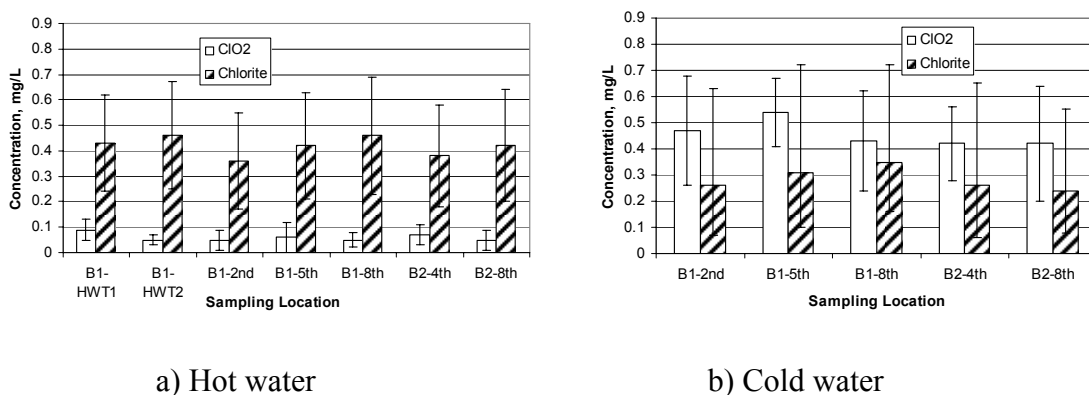 0.9
0.8
0.7
0.6
0.5
0.4
0.3
0.2
0.1
0
Concentration, mg/L
ClO2
Chlorite
B1-HWT1 B1-HWT2 B1-2nd B1-5th B1-8th B2-4th B2-8th
Sampling Location
a) Hot water
0.9
0.8
0.7
0.6
0.5
0.4
0.3
0.2
0.1
0
Concentration, mg/L
ClO2
Chlorite
B1-2nd B1-5th B1-8th B2-4th B2-8th
Sampling Location
b) Cold water